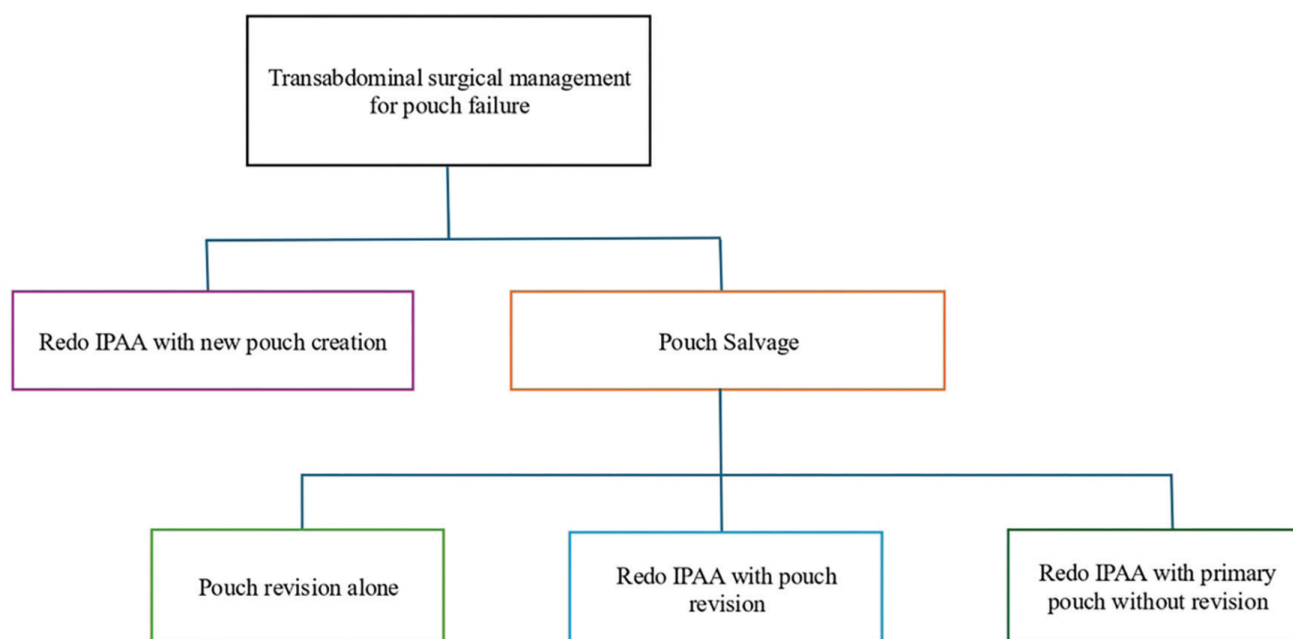 Transabdominal surgical management
for pouch failure
Redo IPAA with new pouch creation
Pouch Salvage
Pouch revision alone
Redo IPAA with pouch
revision
Redo IPAA with primary
pouch without revision